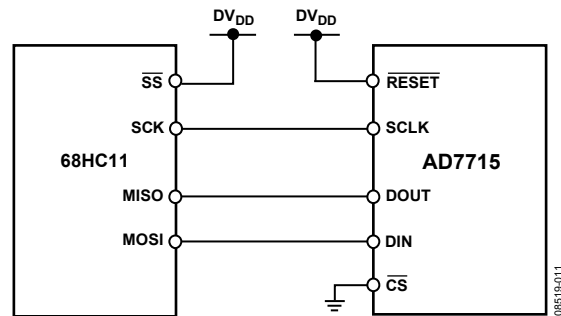 DVDD DVDD
SS RESET
SCK SCLK
68HC11 AD7715
MISO DOUT
MOSI DIN
CS
08519-011